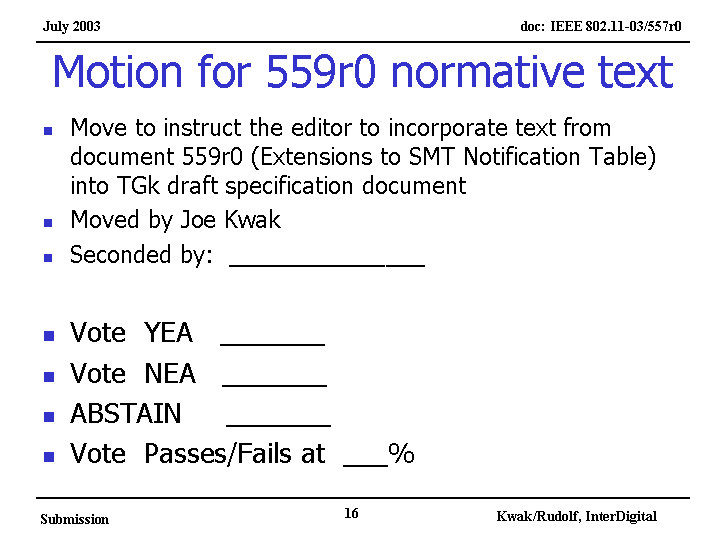 July 2003
doc: IEEE 802.11-03/557r0
Motion for 559r0 normative text
Move to instruct the editor to incorporate text from
document 559r0 (Extensions to SMT Notification Table)
into TGk draft specification document
Moved by Joe Kwak
Seconded by: _______________
Vote YEA _______
Vote NEA _______
ABSTAIN _______
Vote Passes/Fails at ___%
Submission
16
Kwak/Rudolf, Inter.Digital